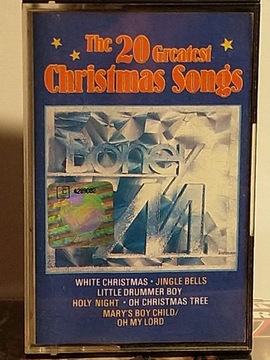 The 20 Greatest
Christmas Songs
Boney
M
WHITE CHRISTMAS • JINGLE BELLS
LITTLE DRUMMER BOY
HOLY NIGHT • OH CHRISTMAS TREE
MARY'S BOY CHILD/
OH MY LORD